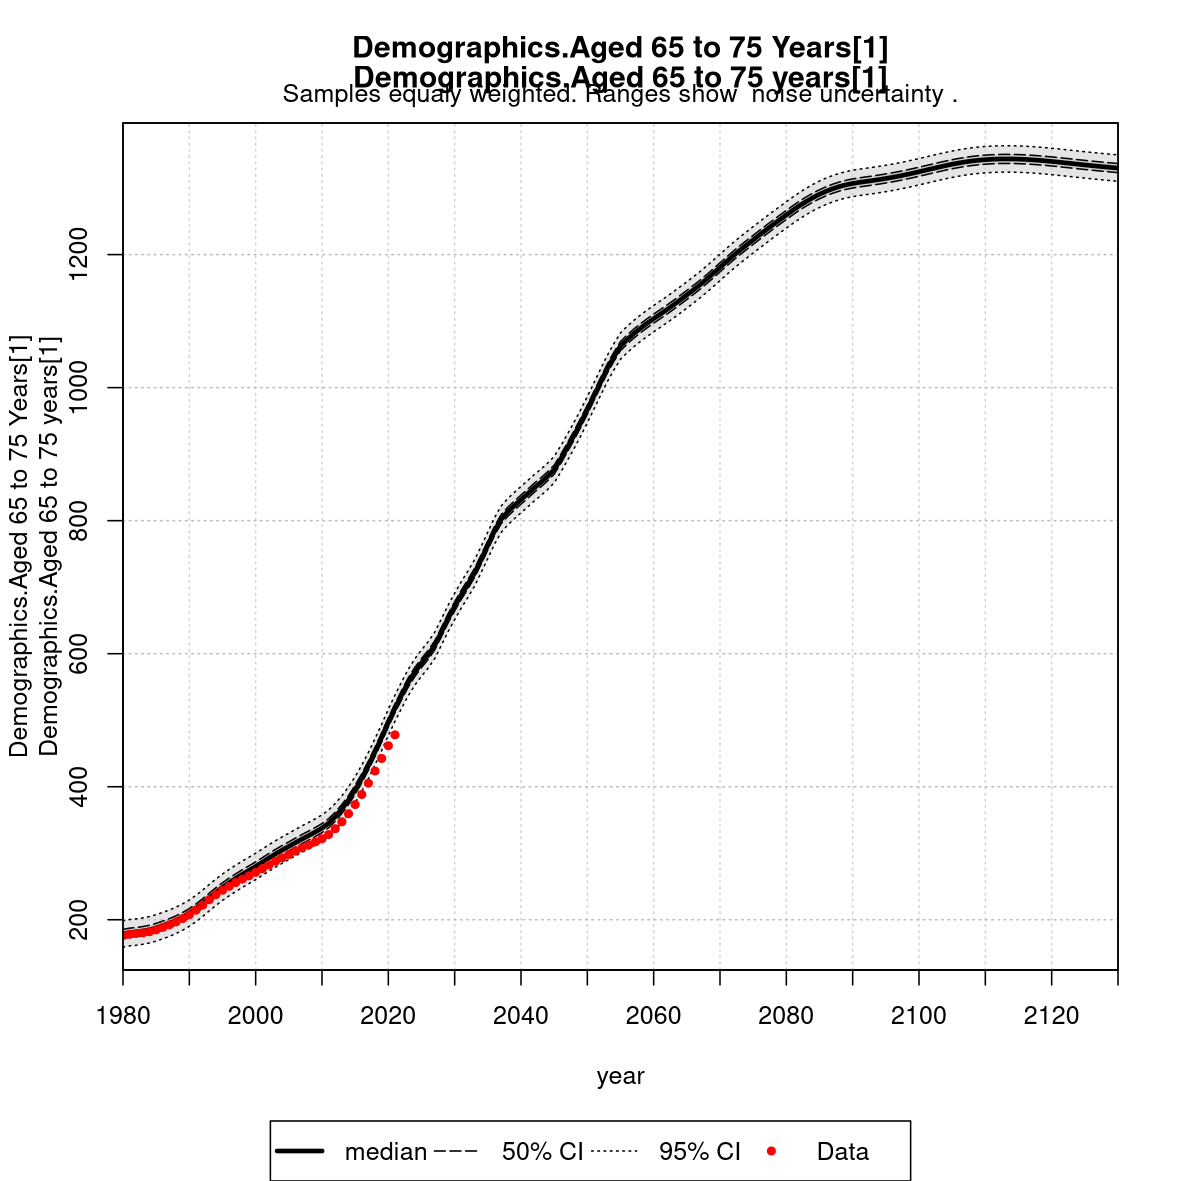 Demographics.Aged 65 to 75 Years[1]
Demographics.Aged 65 to 75 years[1]
Samples equaly weighted. Ranges show  noise uncertainty .
Demographics.Aged 65 to 75 Years[1]
Demographics.Aged 65 to 75 years[1]
1200
1000
800
600
400
200
1980 2000 2020 2040 2060 2080 2100 2120
year
median 50% CI 95% CI Data